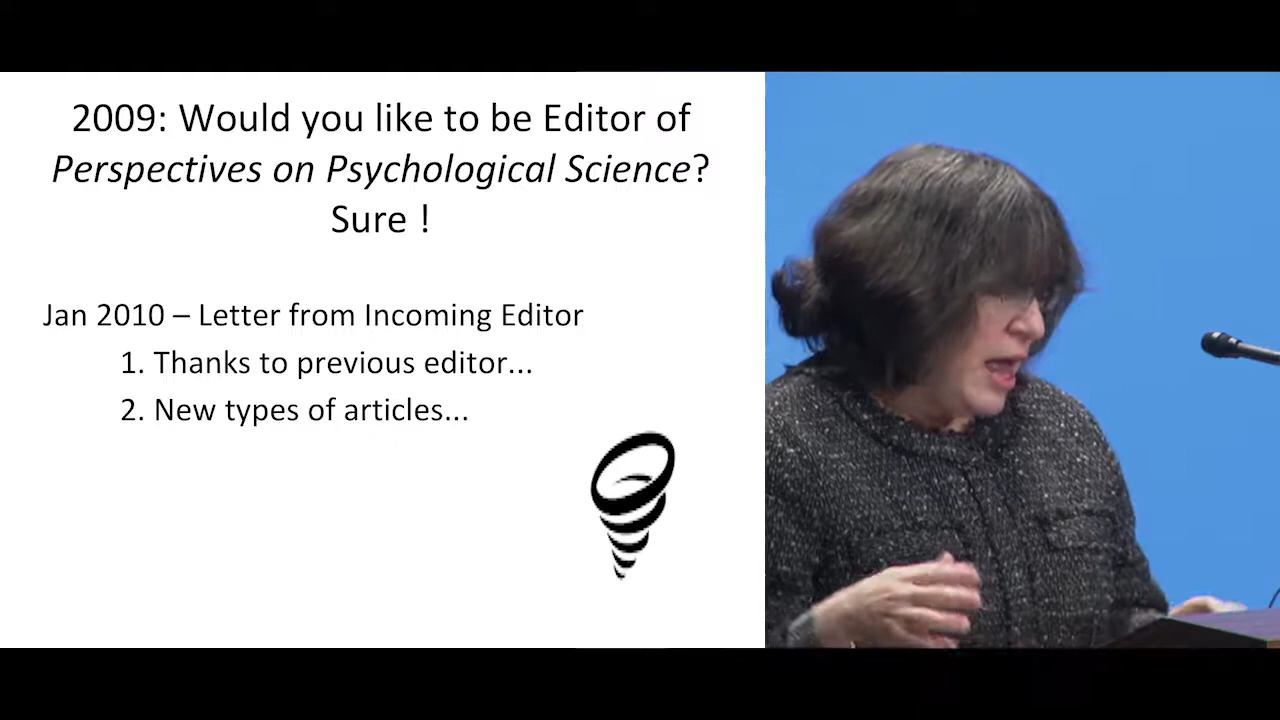 2009: Would you like to be Editor of
Perspectives on Psychological Science?
Sure !
Jan 2010 – Letter from Incoming Editor
1. Thanks to previous editor...
2. New types of articles...